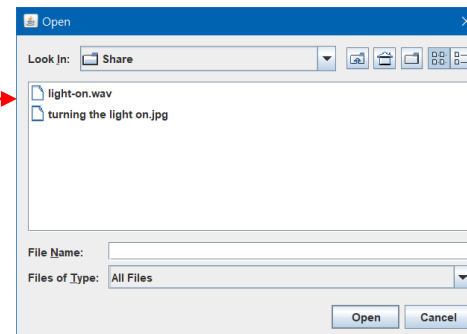 Open
Look In: Share
light-on.wav
turning the light on.jpg
File Name:
Files of Type: All Files
Open Cancel